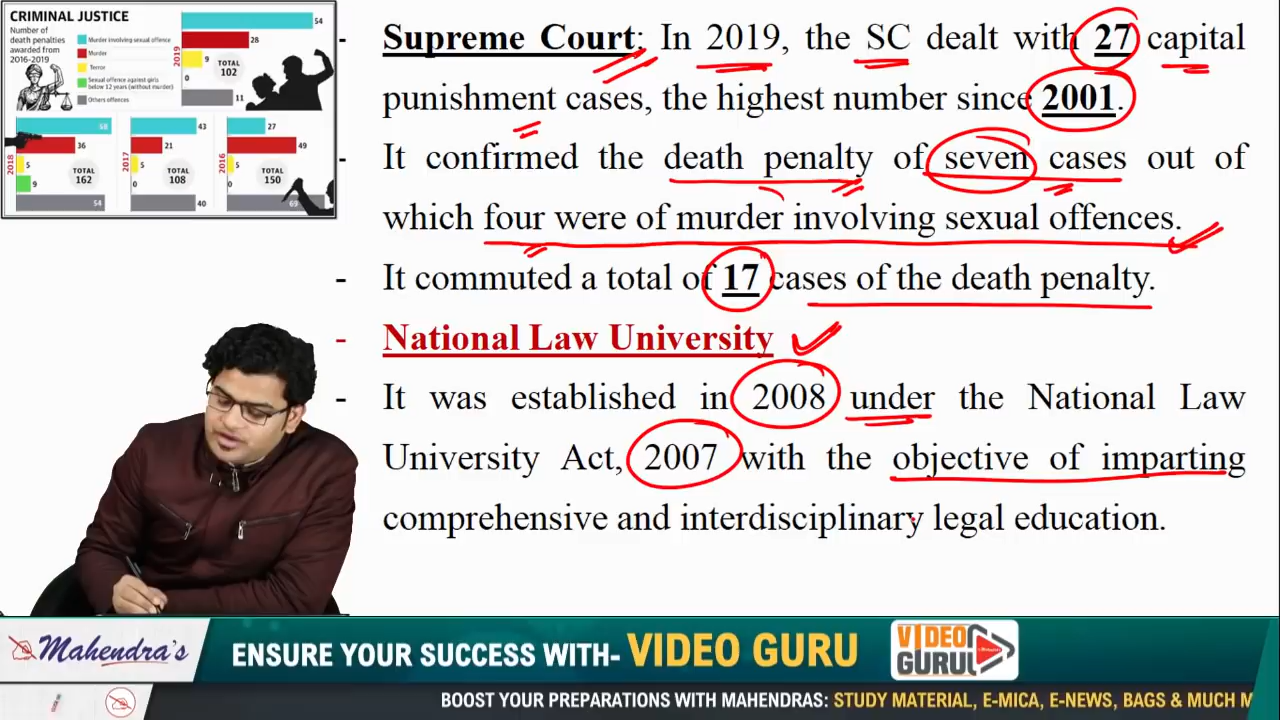 CRIMINAL JUSTICE
Number of
death penalties
awarded from
2016-2019
Murder involving sexual offence
Murder
Terror
Sexual offence against girls
below 12 years (without murder)
Others offences
2019
54
28
9
0
11
TOTAL
102
2018
58
36
5
9
54
TOTAL
162
2017
43
21
5
0
40
TOTAL
108
2016
27
49
5
0
69
TOTAL
150
- Supreme Court: In 2019, the SC dealt with 27 capital
punishment cases, the highest number since 2001.
- It confirmed the death penalty of seven cases out of
which four were of murder involving sexual offences.
- It commuted a total of 17 cases of the death penalty.
- National Law University
- It was established in 2008 under the National Law
University Act, 2007 with the objective of imparting
comprehensive and interdisciplinary legal education.
Mahendra's
ENSURE YOUR SUCCESS WITH- VIDEO GURU
VIDEO
GURU
BOOST YOUR PREPARATIONS WITH MAHENDRAS: STUDY MATERIAL, E-MICA, E-NEWS, BAGS & MUCH M